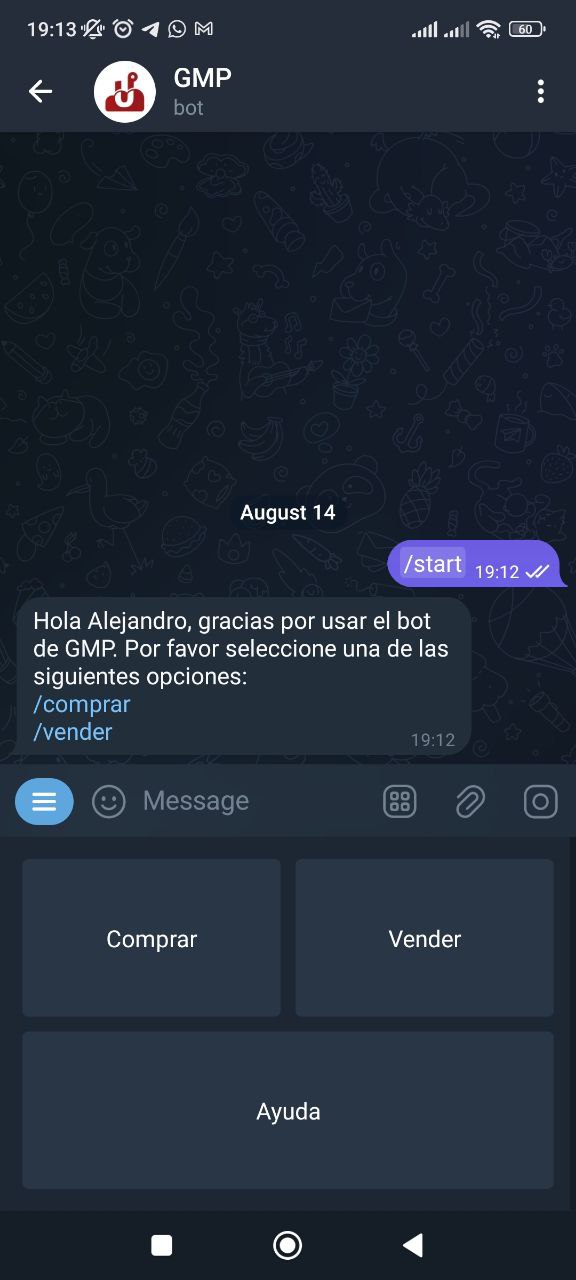 19:13
60
GMP
bot
August 14
/start 19:12
Hola Alejandro, gracias por usar el bot
de GMP. Por favor seleccione una de las
siguientes opciones:
/comprar
/vender
19:12
Message
Comprar
Vender
Ayuda